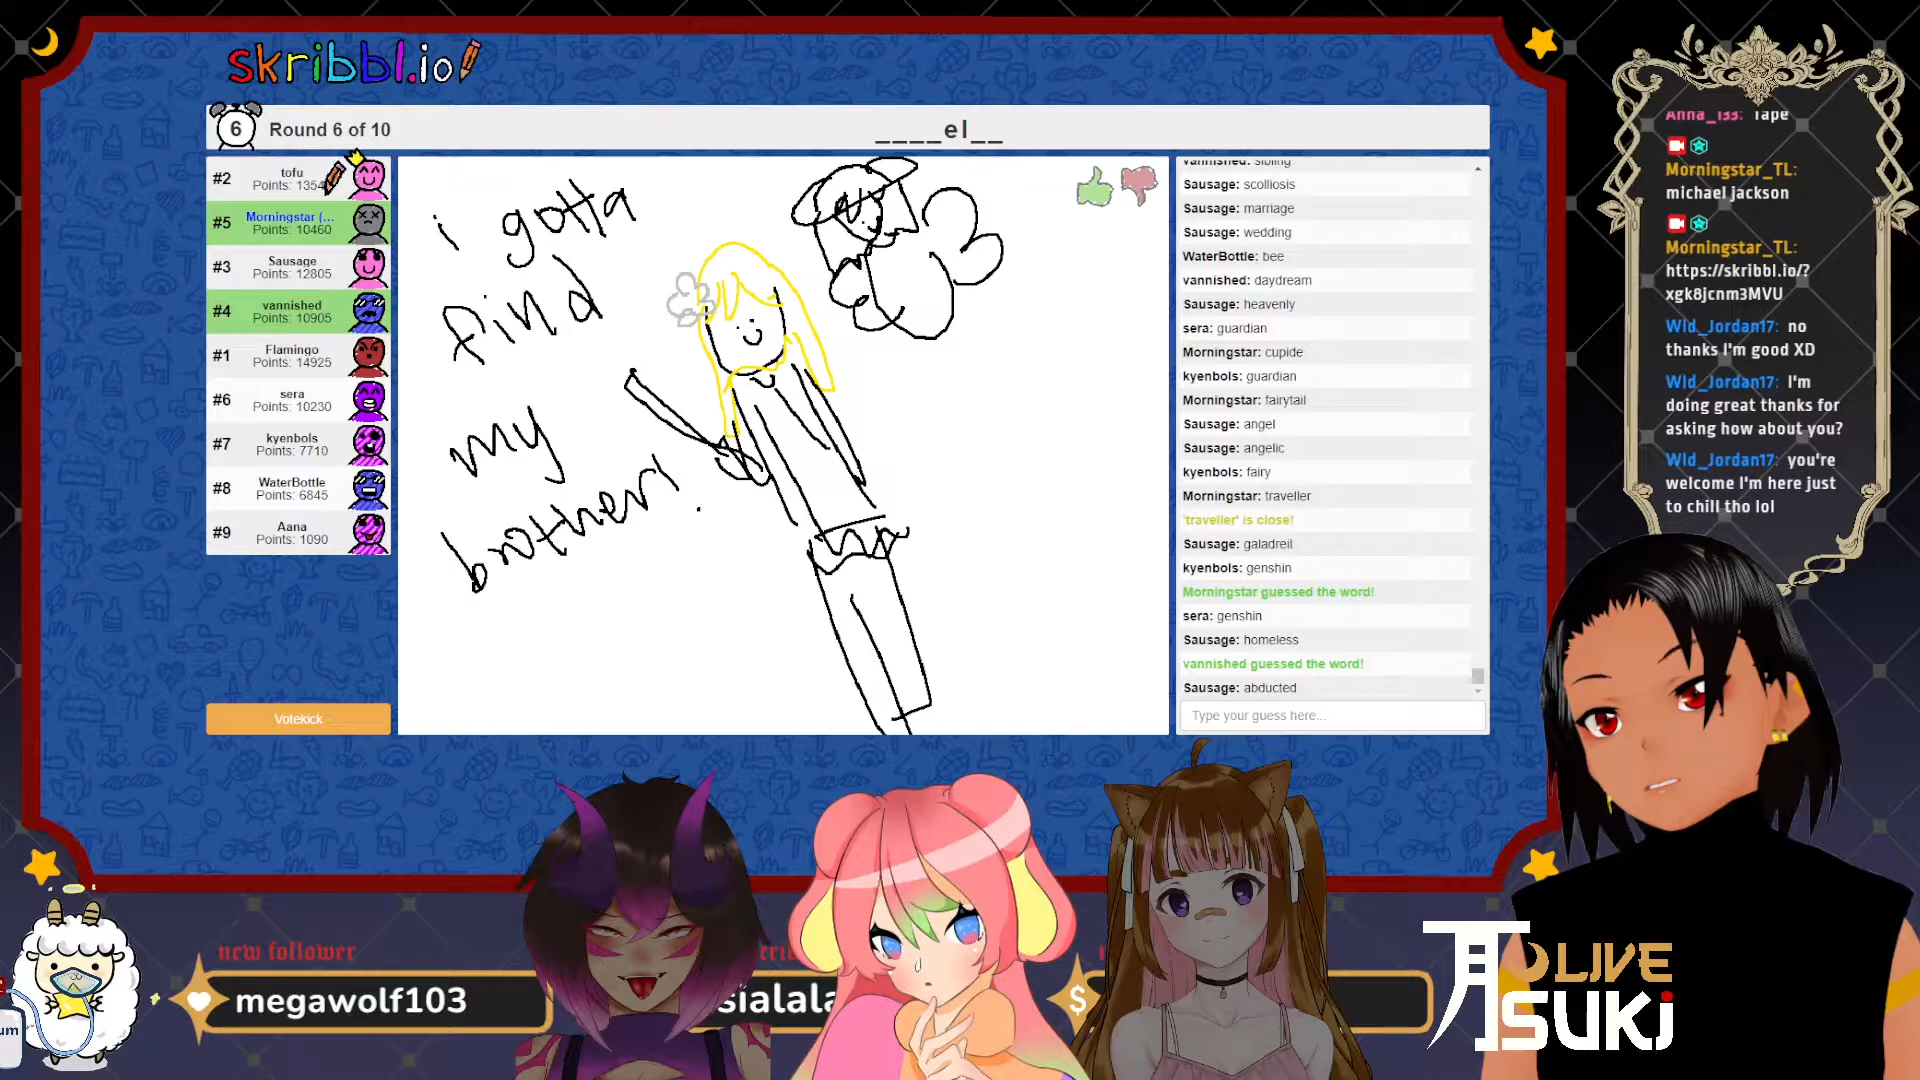 skribbl.io
6
Round 6 of 10
____el__
#2
tofu
Points: 1354
#5
Morningstar (...
Points: 10460
#3
Sausage
Points: 12805
#4
vannished
Points: 10905
#1
Flamingo
Points: 14925
#6
sera
Points: 10230
#7
kyenbols
Points: 7710
#8
WaterBottle
Points: 6845
#9
Aana
Points: 1090
Votekick
i gotta
find
my
brother!
vannished: sibling
Sausage: scolliosis
Sausage: marriage
Sausage: wedding
WaterBottle: bee
vannished: daydream
Sausage: heavenly
sera: guardian
Morningstar: cupide
kyenbols: guardian
Morningstar: fairytail
Sausage: angel
Sausage: angelic
kyenbols: fairy
Morningstar: traveller
'traveller' is close!
Sausage: galadreil
kyenbols: genshin
Morningstar guessed the word!
sera: genshin
Sausage: homeless
vannished guessed the word!
Sausage: abducted
Type your guess here...
Anna_133: Tape
Morningstar_TL:
michael jackson
Morningstar_TL:
https://skribbl.io/?
xgk8jcnm3MVU
Wld_Jordan17: no
thanks I'm good XD
Wld_Jordan17: I'm
doing great thanks for
asking how about you?
Wld_Jordan17: you're
welcome I'm here just
to chill tho lol
new follower
megawolf103
sialala
$
um
LIVE
TSUKi